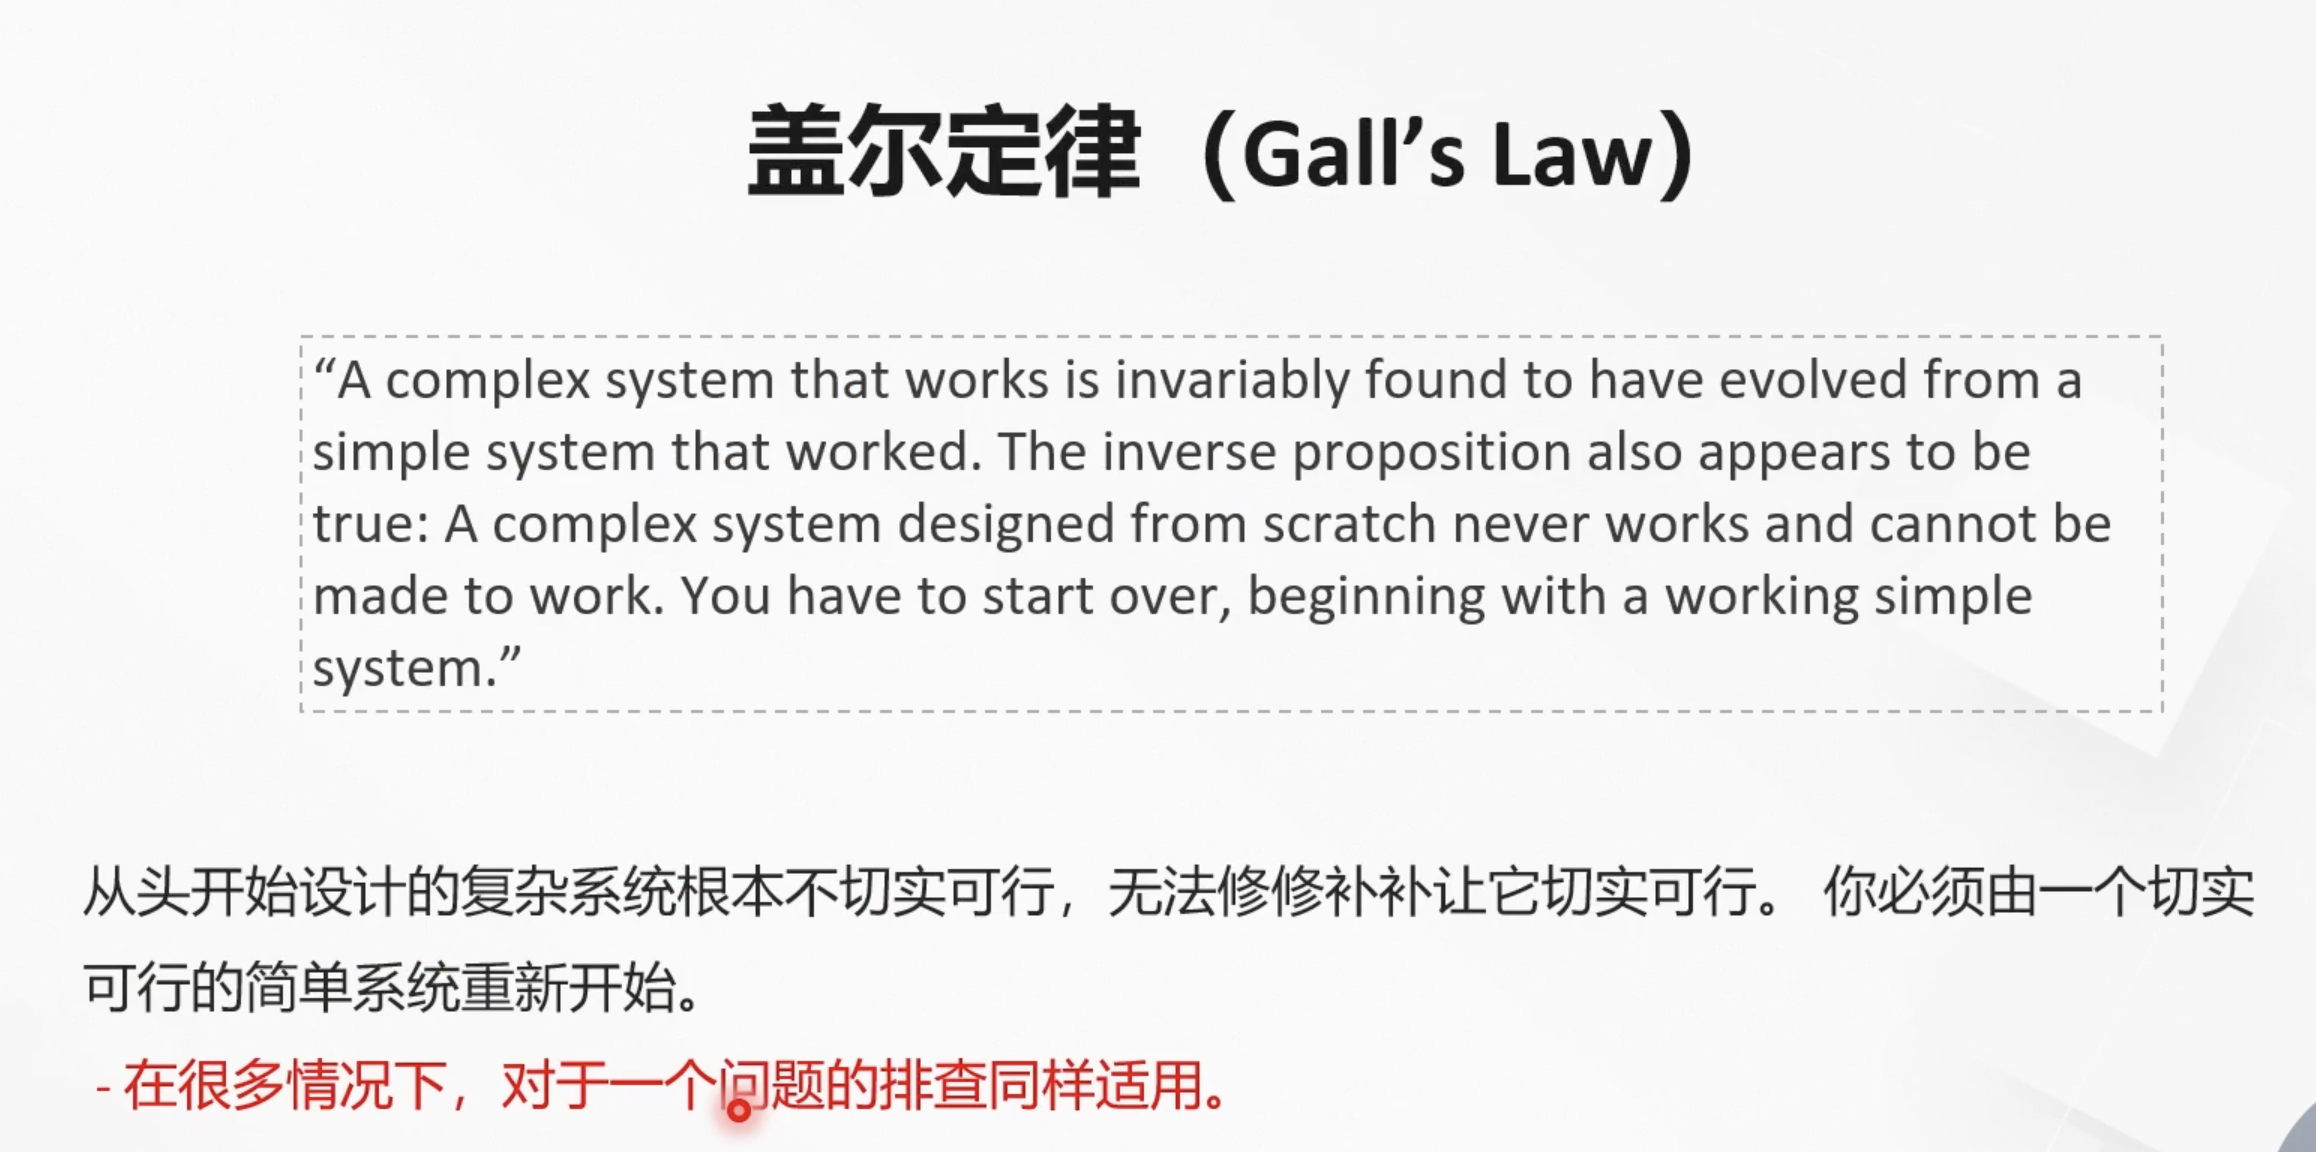 盖尔定律（Gall’s Law）
“A complex system that works is invariably found to have evolved from a
simple system that worked. The inverse proposition also appears to be
true: A complex system designed from scratch never works and cannot be
made to work. You have to start over, beginning with a working simple
system.”
从头开始设计的复杂系统根本不切实可行，无法修修补补让它切实可行。 你必须由一个切实
可行的简单系统重新开始。
- 在很多情况下，对于一个问题的排查同样适用。